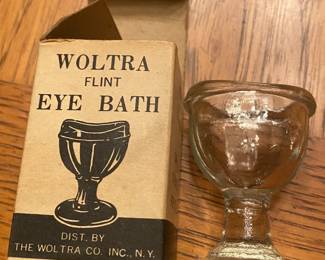 WOLTRA
FLINT
EYE BATH
DIST. BY
THE WOLTRA CO. INC., N.Y.